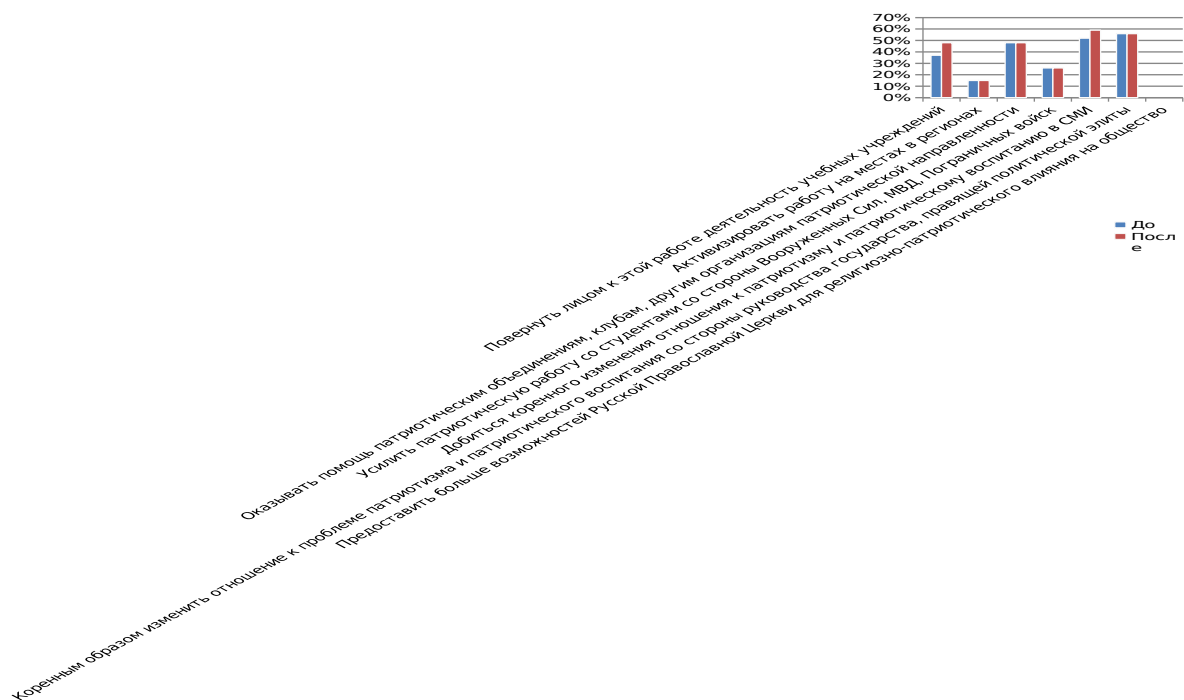 70%
60%
50%
40%
30%
20%
10%
0%
Повернуть лицом к этой работе деятельность учебных учреждений
Активизировать работу на местах в регионах
Оказывать помощь патриотическим объединениям, клубам, другим организациям патриотической направленности
Усилить патриотическую работу со студентами со стороны Вооруженных Сил, МВД, Пограничных войск
Добиться коренного изменения отношения к патриотизму и патриотическому воспитанию в СМИ
Коренным образом изменить отношение к проблеме патриотизма и патриотического воспитания со стороны руководства государства, правящей политической элиты
Предоставить больше возможностей Русской Православной Церкви для религиозно-патриотического влияния на общество
До
Посл
е